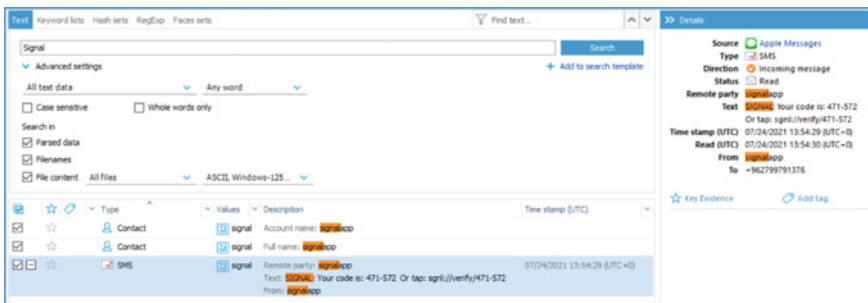 Text Keyword lists Hash sets RegExp Faces sets
Find text...
Signal
Search
Advanced settings
+ Add to search template
All text data
Any word
Case sensitive
Whole words only
Search in
Parsed data
Filenames
File content All files ASCII, Windows-125...
Type Values Description Time stamp (UTC)
Contact signal Account name: signalapp
Contact signal Full name: signalapp
SMS signal Remote party: signalapp 07/24/2021 13:54:29 (UTC+0)
Text: SIGNAL: Your code is: 471-572 Or tap: sgnl://verify/471-572
From: signalapp
Details
Source Apple Messages
Type SMS
Direction Incoming message
Status Read
Remote party signalapp
Text SIGNAL: Your code is: 471-572
Or tap: sgnl://verify/471-572
Time stamp (UTC) 07/24/2021 13:54:29 (UTC+0)
Read (UTC) 07/24/2021 13:54:30 (UTC+0)
From signalapp
To +962799791376
Key Evidence
Add tag